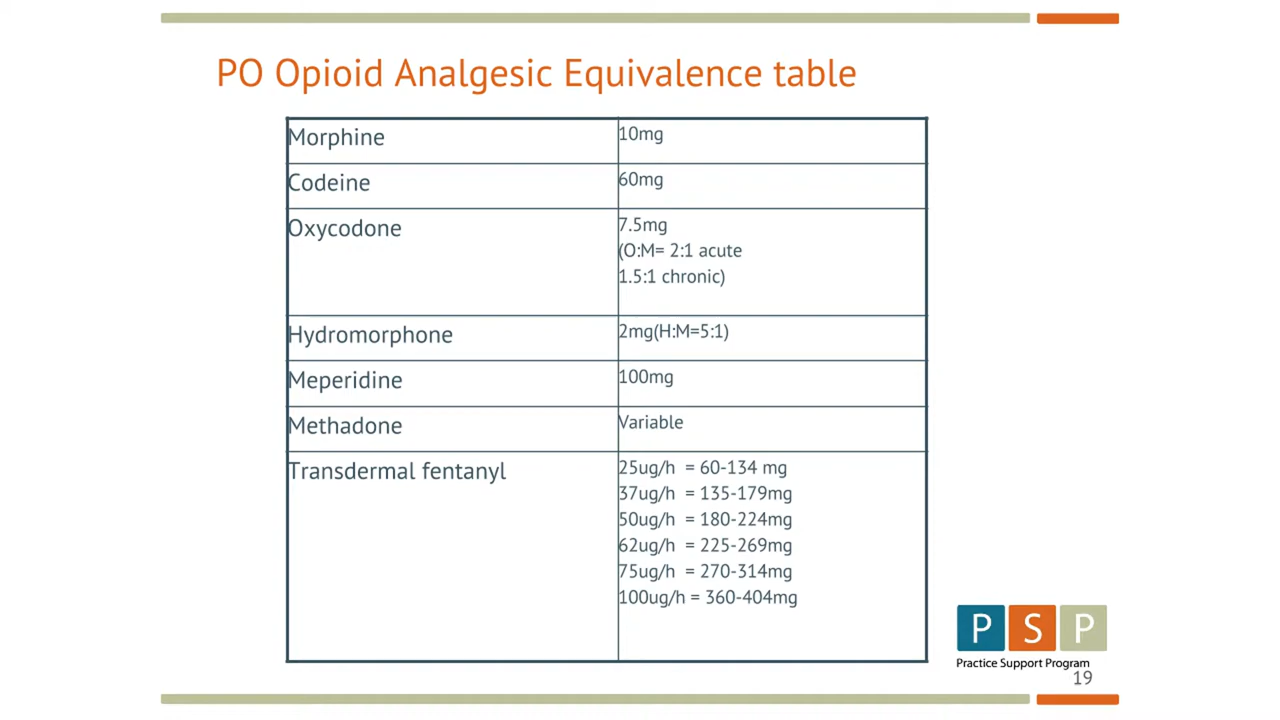 PO Opioid Analgesic Equivalence table
Morphine
10mg
Codeine
60mg
Oxycodone
7.5mg
(O:M= 2:1 acute
1.5:1 chronic)
Hydromorphone
2mg(H:M=5:1)
Meperidine
100mg
Methadone
Variable
Transdermal fentanyl
25ug/h = 60-134 mg
37ug/h = 135-179mg
50ug/h = 180-224mg
62ug/h = 225-269mg
75ug/h = 270-314mg
100ug/h = 360-404mg
P S P
Practice Support Program
19